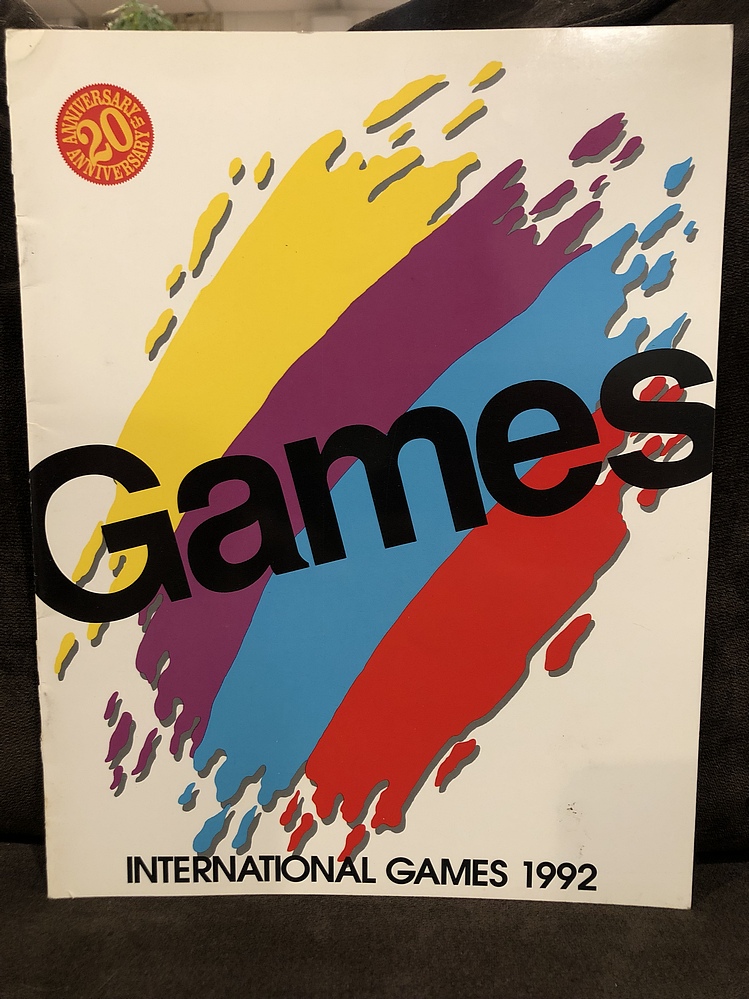 ANNIVERSARY
20
ANNIVERSARY
Games
INTERNATIONAL GAMES 1992